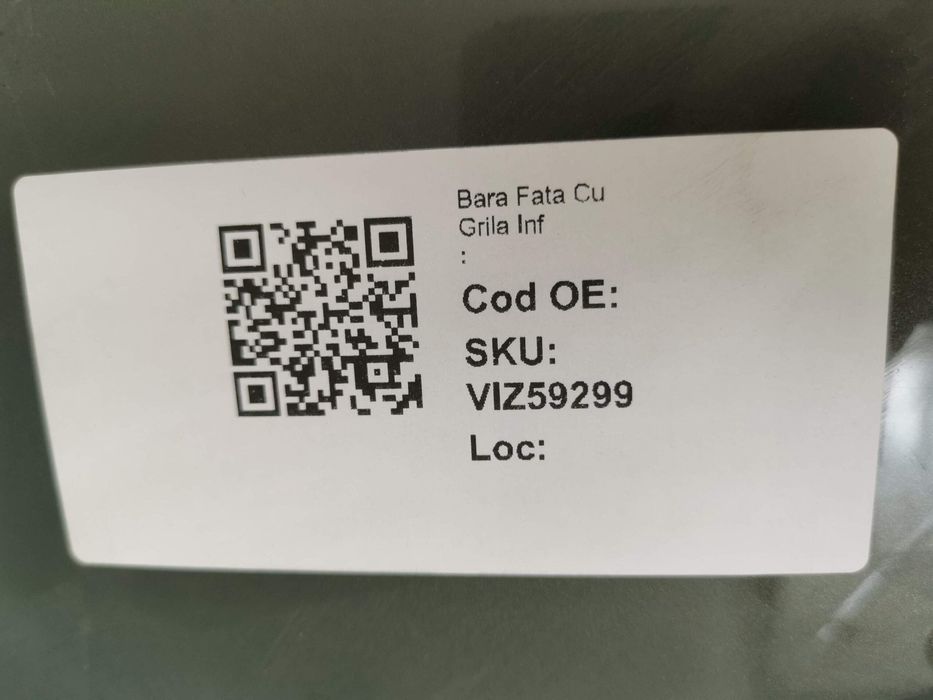 Bara Fata Cu
Grila Inf
:
Cod OE:
SKU:
VIZ59299
Loc: